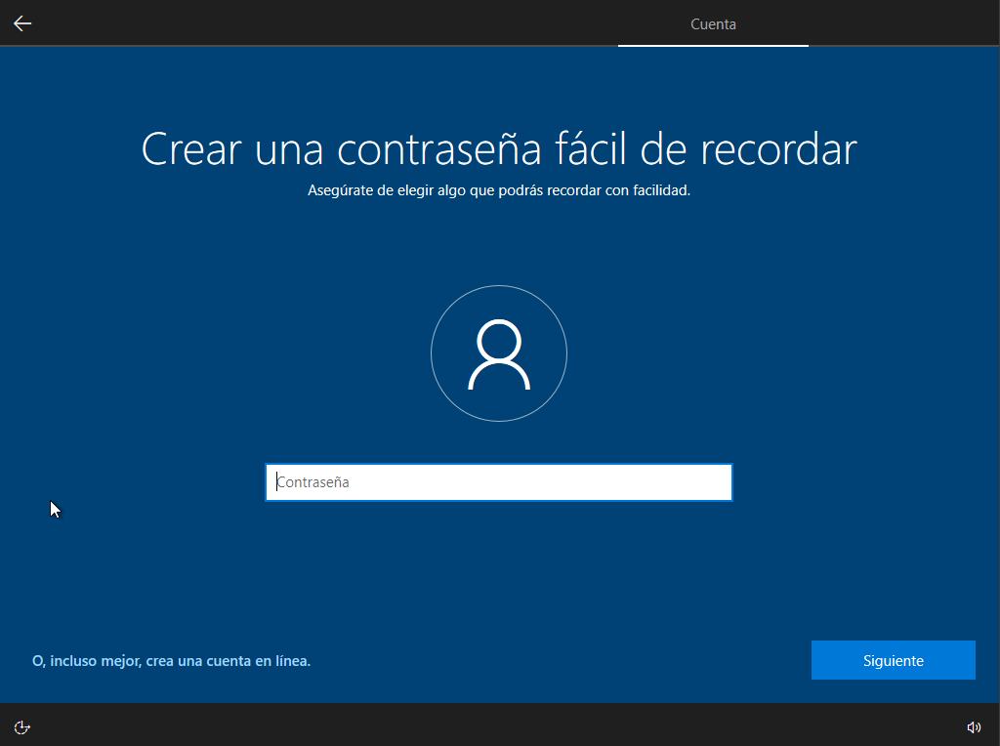 Cuenta
Crear una contraseña fácil de recordar
Asegúrate de elegir algo que podrás recordar con facilidad.
Contraseña
O, incluso mejor, crea una cuenta en línea.
Siguiente